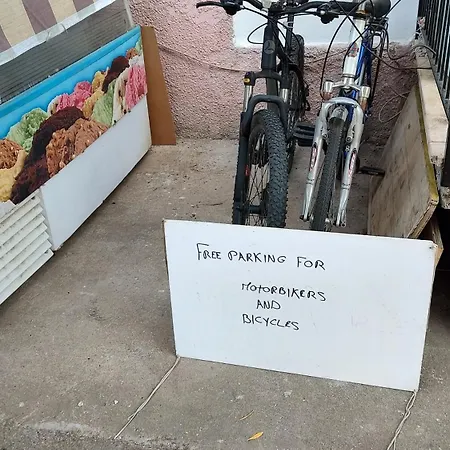 FREE PARKING FOR
MOTORBIKERS
AND
BICYCLES